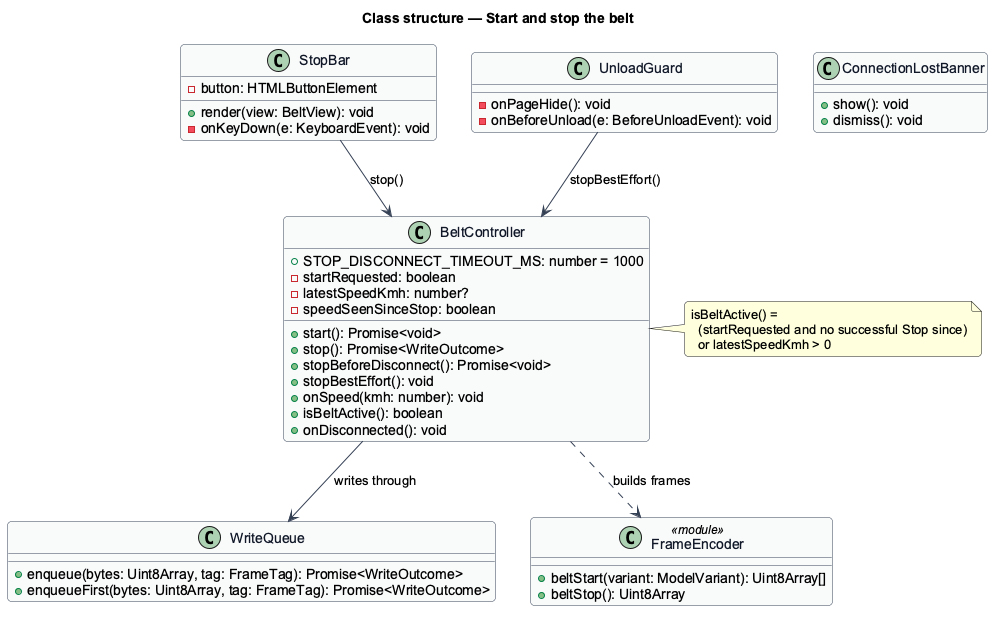 Class structure — Start and stop the belt
C StopBar
button: HTMLButtonElement
render(view: BeltView): void
onKeyDown(e: KeyboardEvent): void
C UnloadGuard
onPageHide(): void
onBeforeUnload(e: BeforeUnloadEvent): void
C ConnectionLostBanner
show(): void
dismiss(): void
stop()
stopBestEffort()
C BeltController
STOP_DISCONNECT_TIMEOUT_MS: number = 1000
startRequested: boolean
latestSpeedKmh: number?
speedSeenSinceStop: boolean
start(): Promise<void>
stop(): Promise<WriteOutcome>
stopBeforeDisconnect(): Promise<void>
stopBestEffort(): void
onSpeed(kmh: number): void
isBeltActive(): boolean
onDisconnected(): void
isBeltActive() =
(startRequested and no successful Stop since)
or latestSpeedKmh > 0
writes through
builds frames
C WriteQueue
enqueue(bytes: Uint8Array, tag: FrameTag): Promise<WriteOutcome>
enqueueFirst(bytes: Uint8Array, tag: FrameTag): Promise<WriteOutcome>
«module»
C FrameEncoder
beltStart(variant: ModelVariant): Uint8Array[]
beltStop(): Uint8Array